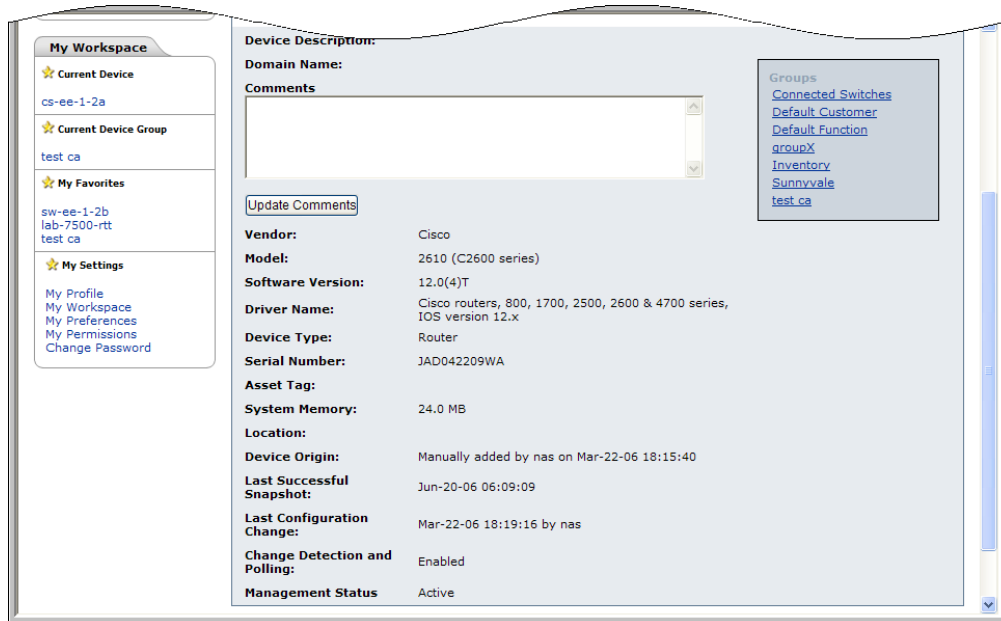 My Workspace
Current Device
cs-ee-1-2a
Current Device Group
test ca
My Favorites
sw-ee-1-2b
lab-7500-rtt
test ca
My Settings
My Profile
My Workspace
My Preferences
My Permissions
Change Password
Device Description:
Domain Name:
Comments
Update Comments
Vendor: Cisco
Model: 2610 (C2600 series)
Software Version: 12.0(4)T
Driver Name: Cisco routers, 800, 1700, 2500, 2600 & 4700 series,
IOS version 12.x
Device Type: Router
Serial Number: JAD042209WA
Asset Tag:
System Memory: 24.0 MB
Location:
Device Origin: Manually added by nas on Mar-22-06 18:15:40
Last Successful
Snapshot: Jun-20-06 06:09:09
Last Configuration
Change: Mar-22-06 18:19:16 by nas
Change Detection and
Polling: Enabled
Management Status Active
Groups
Connected Switches
Default Customer
Default Function
groupX
Inventory
Sunnyvale
test ca